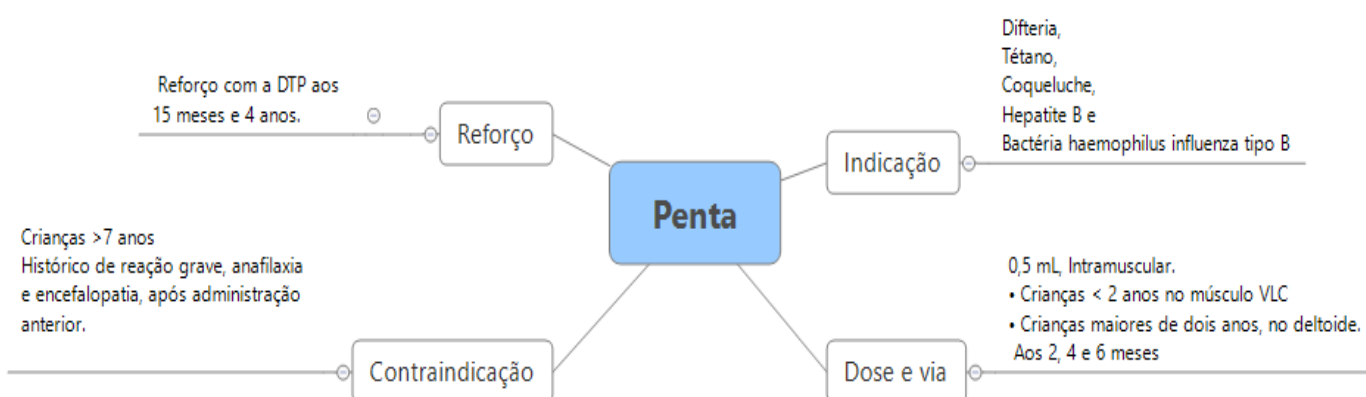 Penta
Reforço
Reforço com a DTP aos
15 meses e 4 anos.
Indicação
Difteria,
Tétano,
Coqueluche,
Hepatite B e
Bactéria haemophilus influenza tipo B
Contraindicação
Crianças >7 anos
Histórico de reação grave, anafilaxia
e encefalopatia, após administração
anterior.
Dose e via
0,5 mL, Intramuscular.
• Crianças < 2 anos no músculo VLC
• Crianças maiores de dois anos, no deltoide.
Aos 2, 4 e 6 meses